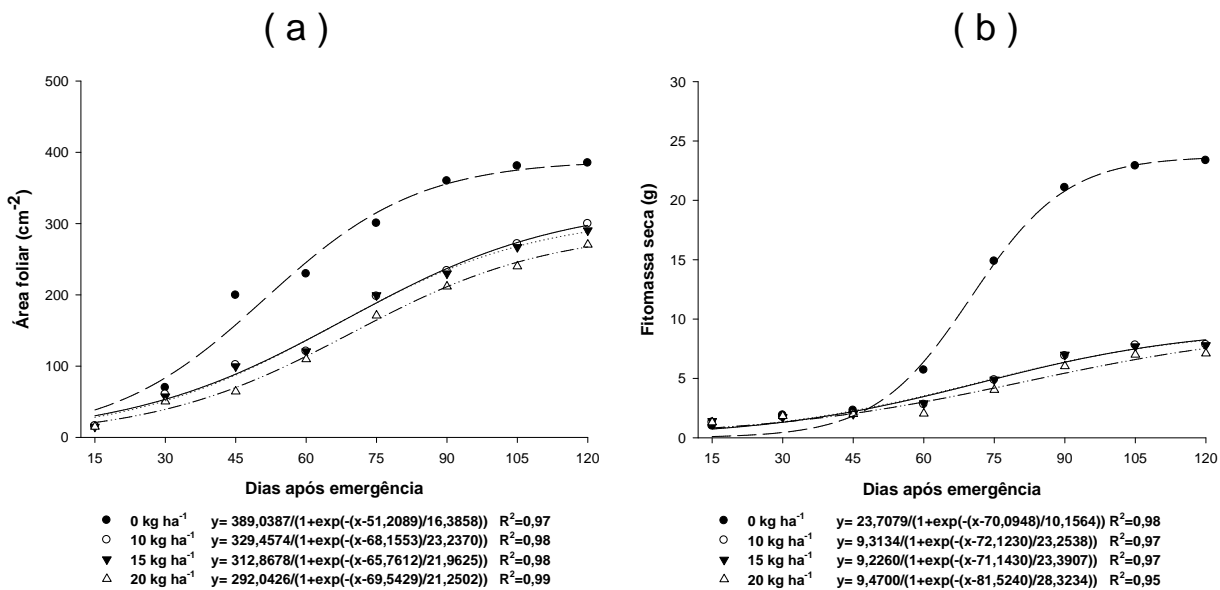 ( a )
500
400
300
200
100
0
Área foliar (cm⁻²)
15 30 45 60 75 90 105 120
Dias após emergência
0 kg ha⁻¹ y= 389,0387/(1+exp(-(x-51,2089)/16,3858)) R²=0,97
10 kg ha⁻¹ y= 329,4574/(1+exp(-(x-68,1553)/23,2370)) R²=0,98
15 kg ha⁻¹ y= 312,8678/(1+exp(-(x-65,7612)/21,9625)) R²=0,98
20 kg ha⁻¹ y= 292,0426/(1+exp(-(x-69,5429)/21,2502)) R²=0,99
( b )
30
25
20
15
10
5
0
Fitomassa seca (g)
15 30 45 60 75 90 105 120
Dias após emergência
0 kg ha⁻¹ y= 23,7079/(1+exp(-(x-70,0948)/10,1564)) R²=0,98
10 kg ha⁻¹ y= 9,3134/(1+exp(-(x-72,1230)/23,2538)) R²=0,97
15 kg ha⁻¹ y= 9,2260/(1+exp(-(x-71,1430)/23,3907)) R²=0,97
20 kg ha⁻¹ y= 9,4700/(1+exp(-(x-81,5240)/28,3234)) R²=0,95